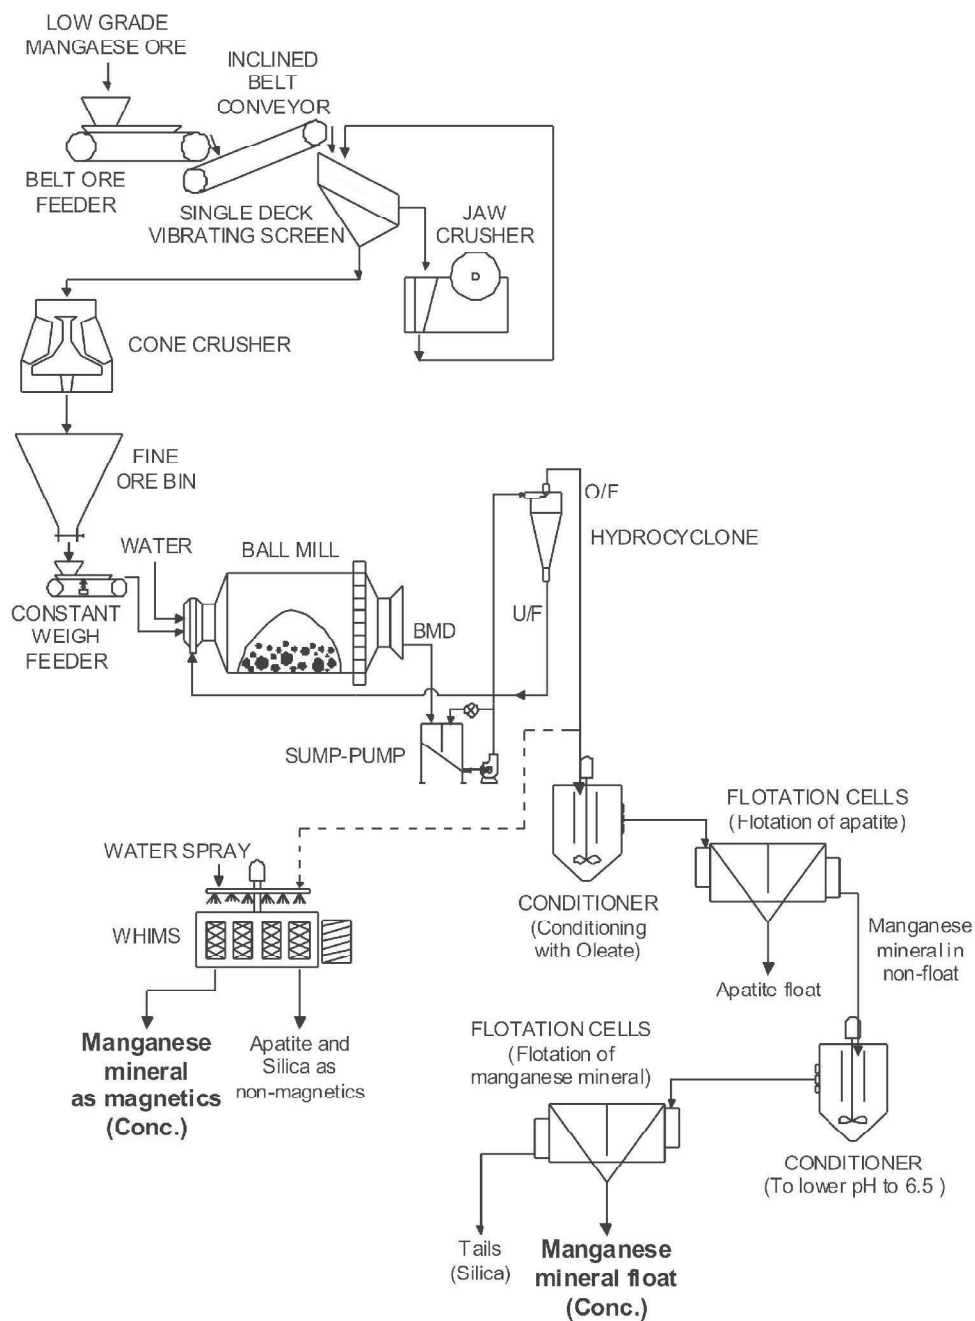 LOW GRADE
MANGAESE ORE
INCLINED
BELT
CONVEYOR
BELT ORE
FEEDER
SINGLE DECK
VIBRATING SCREEN
JAW
CRUSHER
D
CONE CRUSHER
FINE
ORE BIN
O/F
HYDROCYCLONE
WATER
BALL MILL
CONSTANT
WEIGH
FEEDER
BMD
U/F
SUMP-PUMP
FLOTATION CELLS
(Flotation of apatite)
WATER SPRAY
WHIMS
CONDITIONER
(Conditioning
with Oleate)
Manganese
mineral in
non-float
Apatite float
Manganese
mineral
as magnetics
(Conc.)
Apatite and
Silica as
non-magnetics
FLOTATION CELLS
(Flotation of
manganese mineral)
CONDITIONER
(To lower pH to 6.5 )
Tails
(Silica)
Manganese
mineral float
(Conc.)